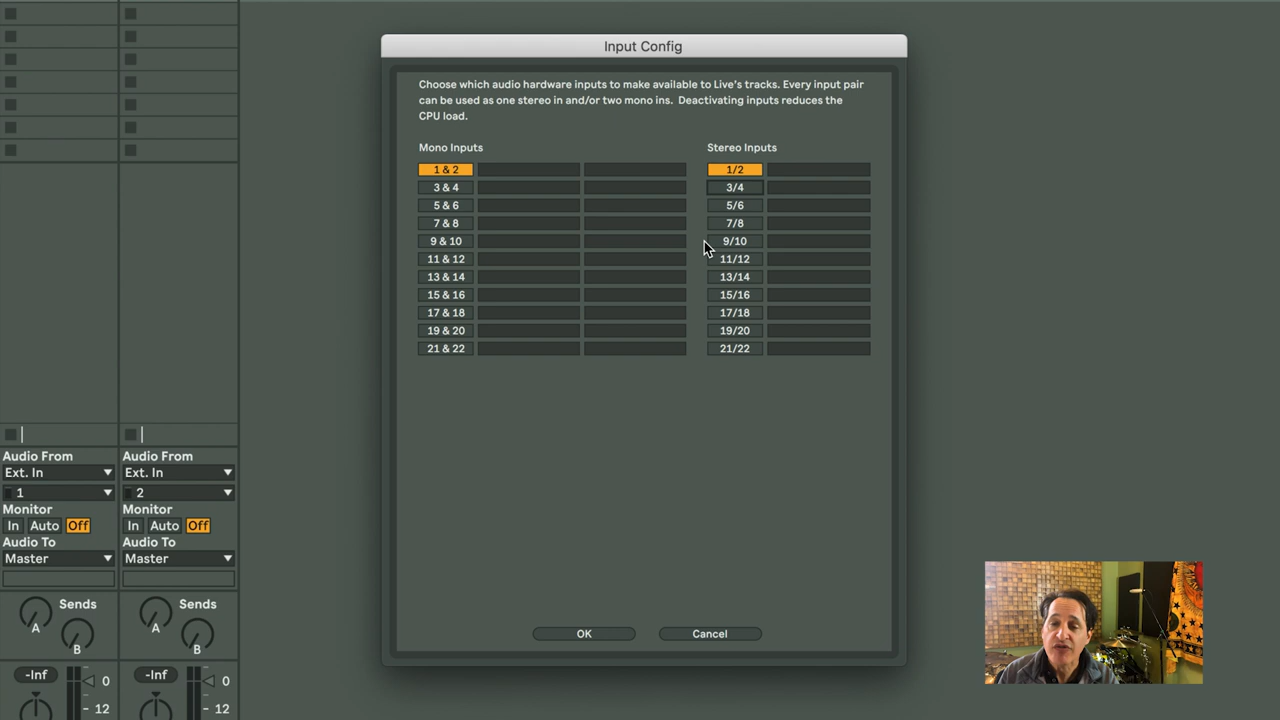 Input Config
Choose which audio hardware inputs to make available to Live's tracks. Every input pair
can be used as one stereo in and/or two mono ins. Deactivating inputs reduces the
CPU load.
Mono Inputs
Stereo Inputs
1 & 2
1/2
3 & 4
3/4
5 & 6
5/6
7 & 8
7/8
9 & 10
9/10
11 & 12
11/12
13 & 14
13/14
15 & 16
15/16
17 & 18
17/18
19 & 20
19/20
21 & 22
21/22
OK
Cancel
Audio From
Ext. In
1
Monitor
In Auto Off
Audio To
Master
Sends
A
B
-Inf
0
12
Audio From
Ext. In
2
Monitor
In Auto Off
Audio To
Master
Sends
A
B
-Inf
0
12